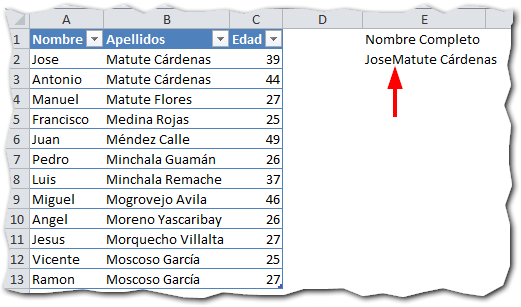 A B C D E
1 Nombre Apellidos Edad Nombre Completo
2 Jose Matute Cárdenas 39 JoseMatute Cárdenas
3 Antonio Matute Cárdenas 44
4 Manuel Matute Flores 27
5 Francisco Medina Rojas 25
6 Juan Méndez Calle 49
7 Pedro Minchala Guamán 26
8 Luis Minchala Remache 37
9 Miguel Mogrovejo Avila 46
10 Angel Moreno Yascaribay 26
11 Jesus Morquecho Villalta 27
12 Vicente Moscoso García 25
13 Ramon Moscoso García 27